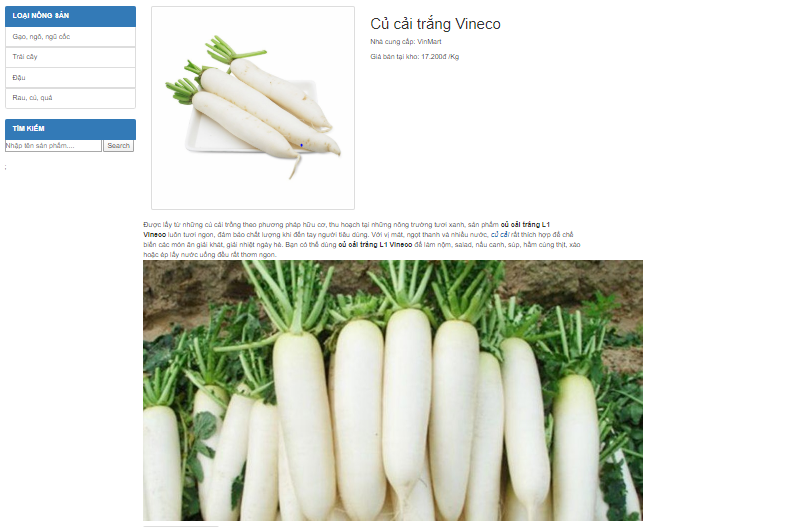 LOẠI NÔNG SẢN
Gạo, ngô, ngũ cốc
Trái cây
Đậu
Rau, củ, quả
TÌM KIẾM
Nhập tên sản phẩm....
Search
;
Củ cải trắng Vineco
Nhà cung cấp: VinMart
Giá bán tại kho: 17.200đ /Kg
Được lấy từ những củ cải trồng theo phương pháp hữu cơ, thu hoạch tại những nông trường tươi xanh, sản phẩm củ cải trắng L1
Vineco luôn tươi ngon, đảm bảo chất lượng khi đến tay người tiêu dùng. Với vị mát, ngọt thanh và nhiều nước, củ cải rất thích hợp để chế
biến các món ăn giải khát, giải nhiệt ngày hè. Bạn có thể dùng củ cải trắng L1 Vineco để làm nộm, salad, nấu canh, súp, hầm cùng thịt, xào
hoặc ép lấy nước uống đều rất thơm ngon.